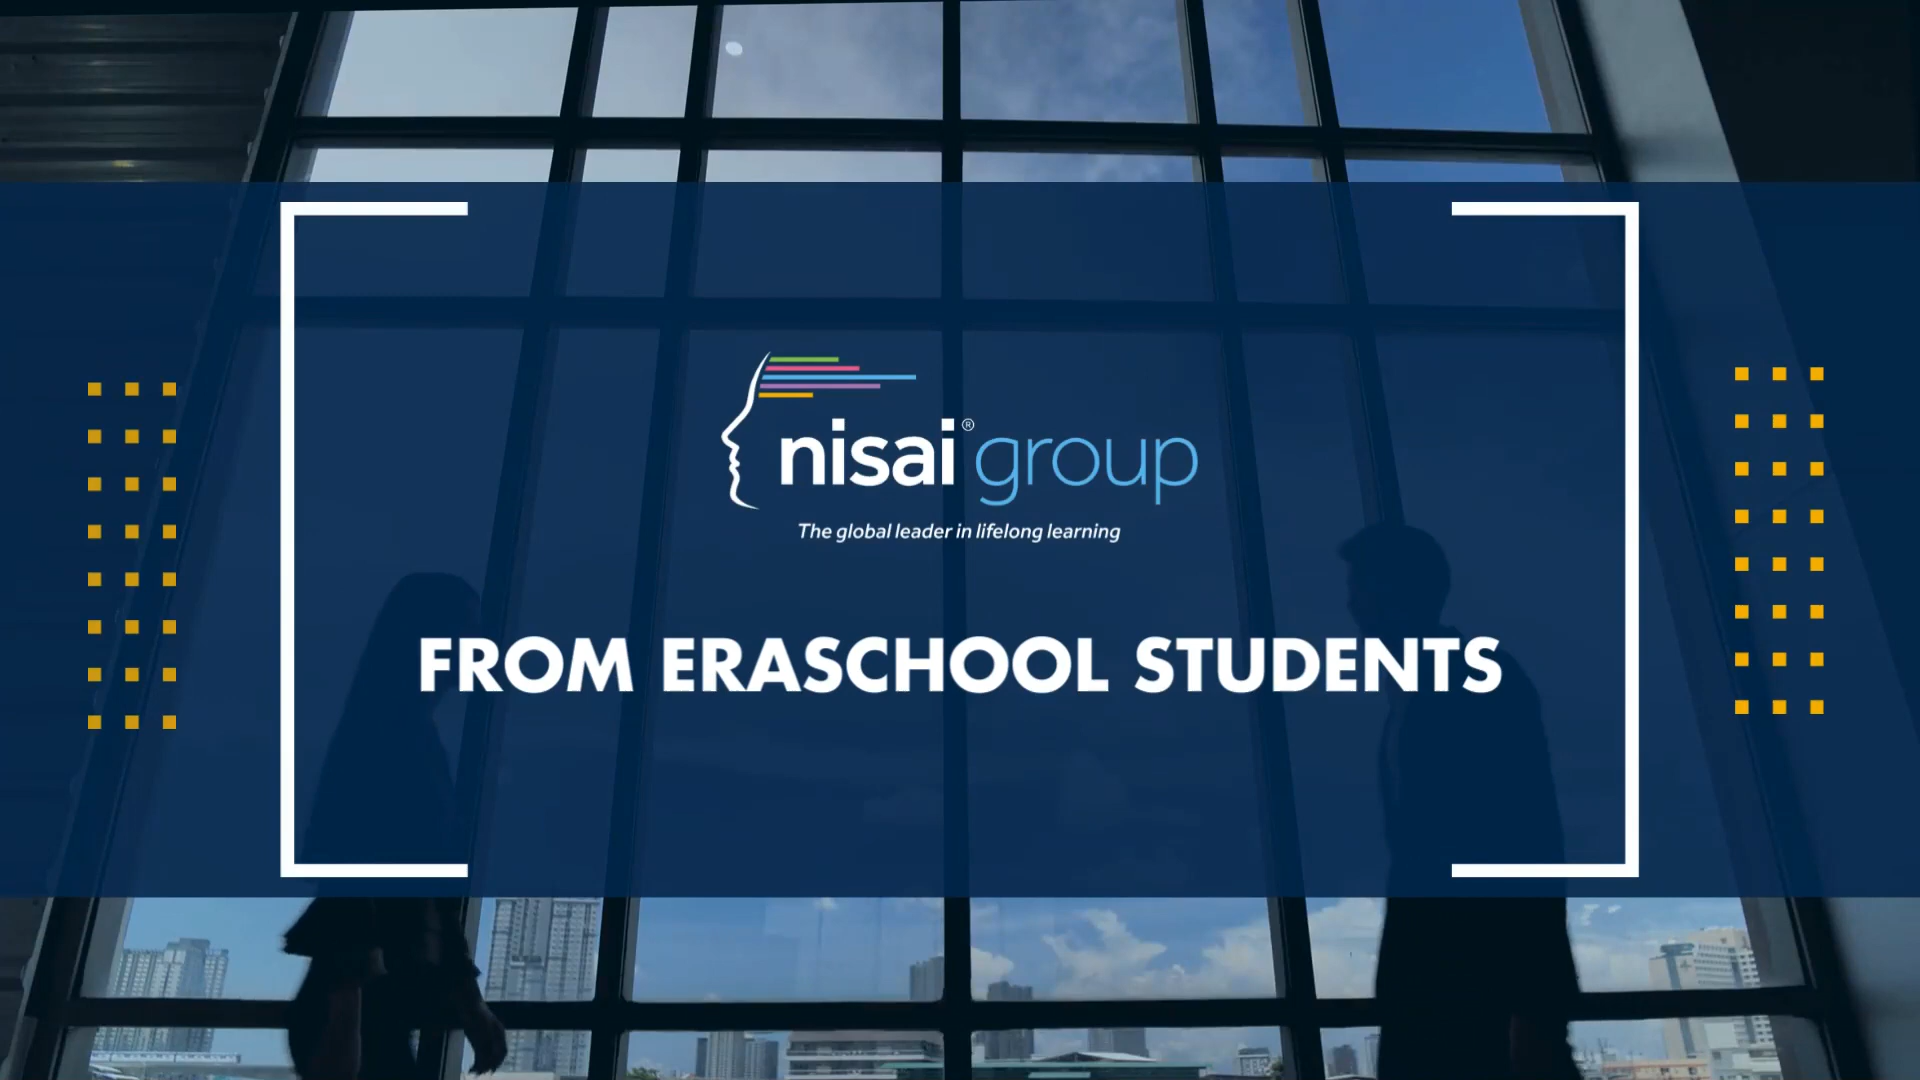 nisai® group
The global leader in lifelong learning
FROM ERASCHOOL STUDENTS